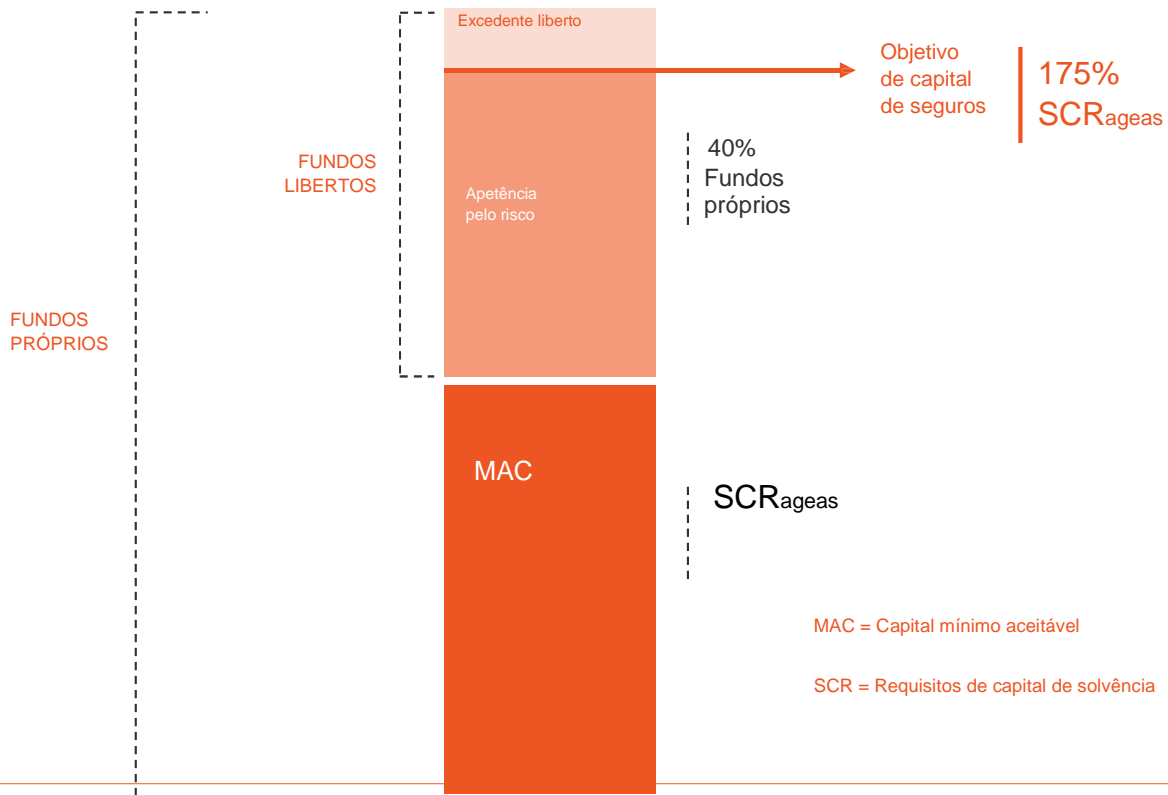 Excedente liberto
Objetivo
de capital
de seguros
175%
SCRageas
FUNDOS
LIBERTOS
Apetência
pelo risco
40%
Fundos
próprios
FUNDOS
PRÓPRIOS
MAC
SCRageas
MAC = Capital mínimo aceitável
SCR = Requisitos de capital de solvência